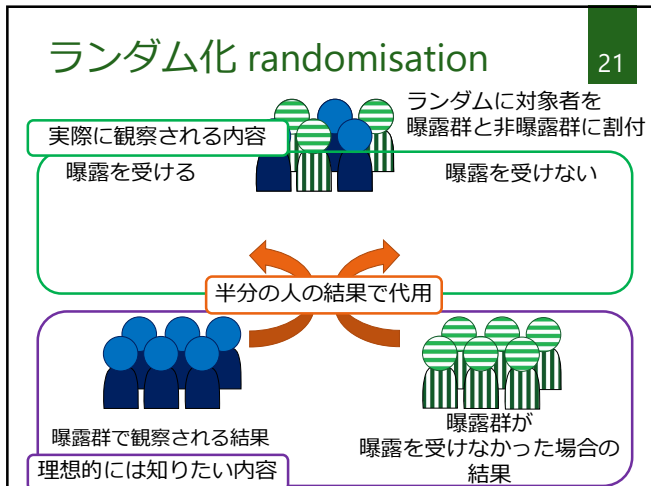 ランダム化 randomisation
21
ランダムに対象者を
曝露群と非曝露群に割付
実際に観察される内容
曝露を受ける
曝露を受けない
半分の人の結果で代用
曝露群で観察される結果
曝露群が
曝露を受けなかった場合の
結果
理想的には知りたい内容